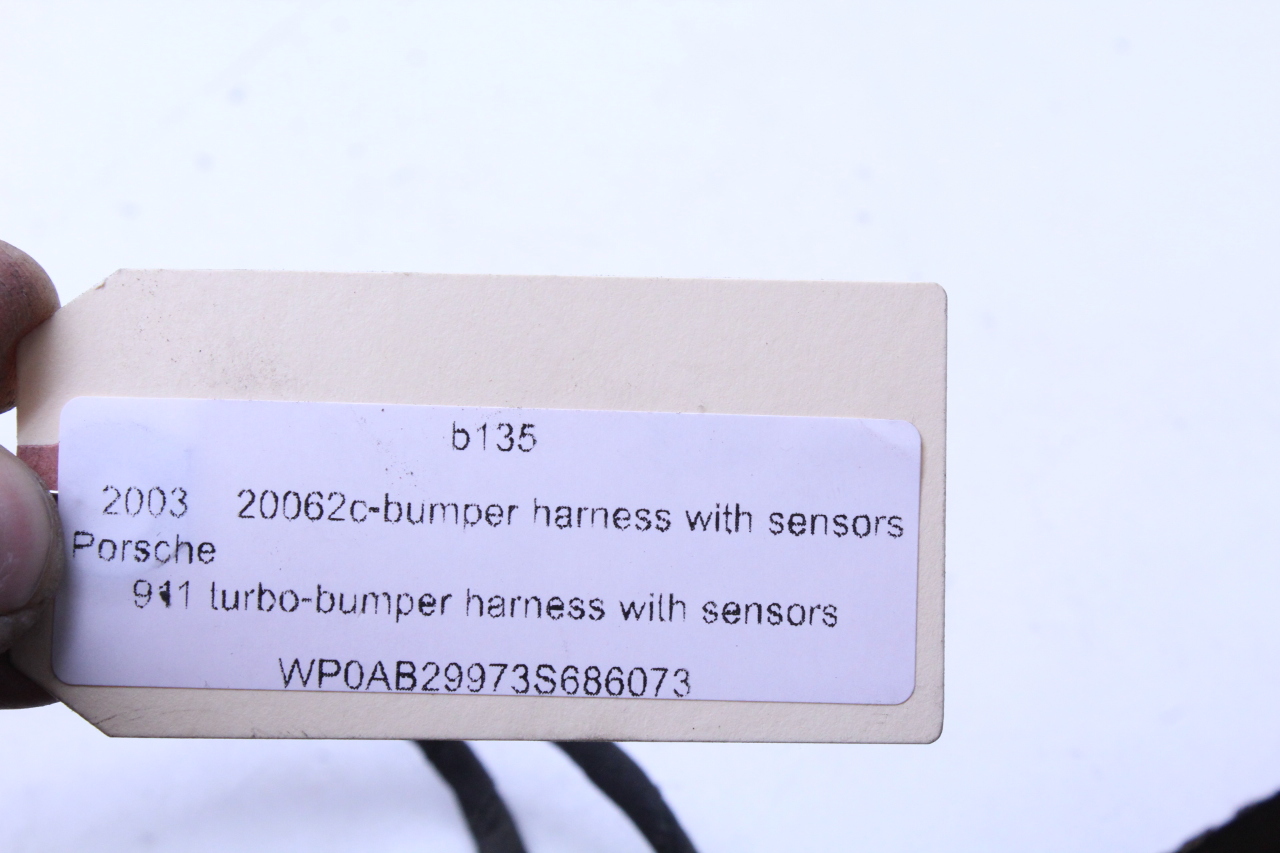 b135
2003 20062c-bumper harness with sensors
Porsche
911 turbo-bumper harness with sensors
WP0AB29973S686073